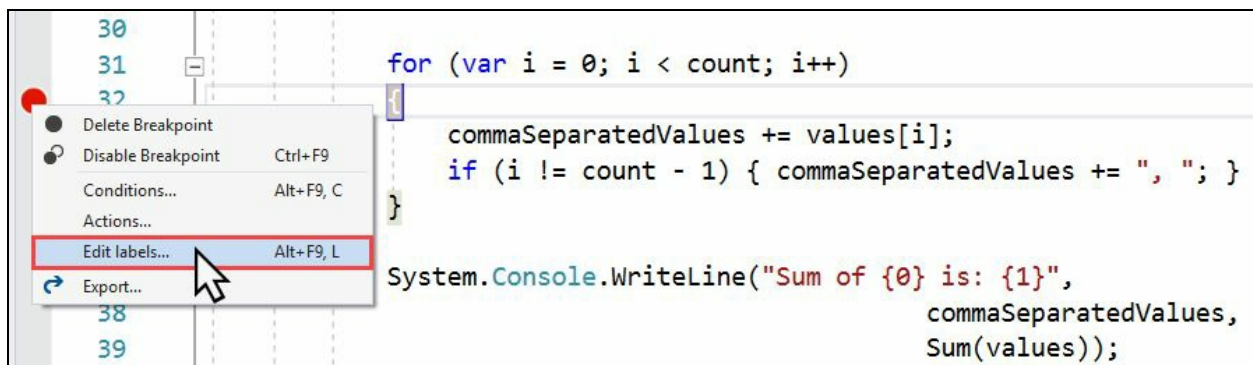 30
31 for (var i = 0; i < count; i++)
32 {
Delete Breakpoint
commaSeparatedValues += values[i];
Disable Breakpoint Ctrl+F9
if (i != count - 1) { commaSeparatedValues += ", "; }
Conditions... Alt+F9, C
}
Actions...
Edit labels... Alt+F9, L
System.Console.WriteLine("Sum of {0} is: {1}",
Export...
38 commaSeparatedValues,
39 Sum(values));